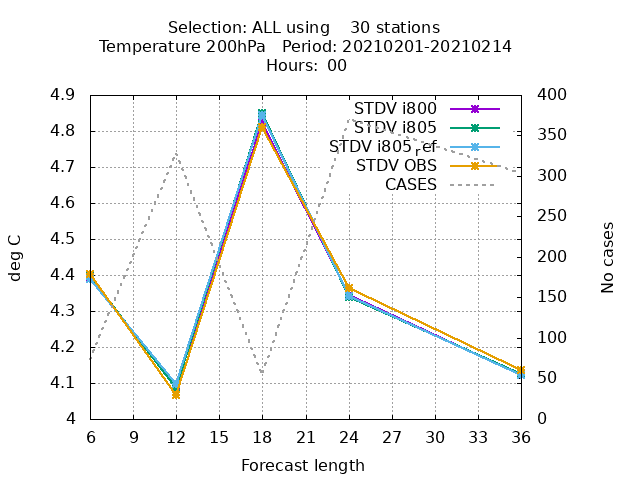 Selection: ALL using    30 stations
Temperature 200hPa   Period: 20210201-20210214
Hours:  00
4.9
4.8
4.7
4.6
4.5
4.4
4.3
4.2
4.1
4
deg C
STDV i800
STDV i805
STDV i805_ref
STDV OBS
CASES
400
350
300
250
200
150
100
50
0
No cases
6 9 12 15 18 21 24 27 30 33 36
Forecast length